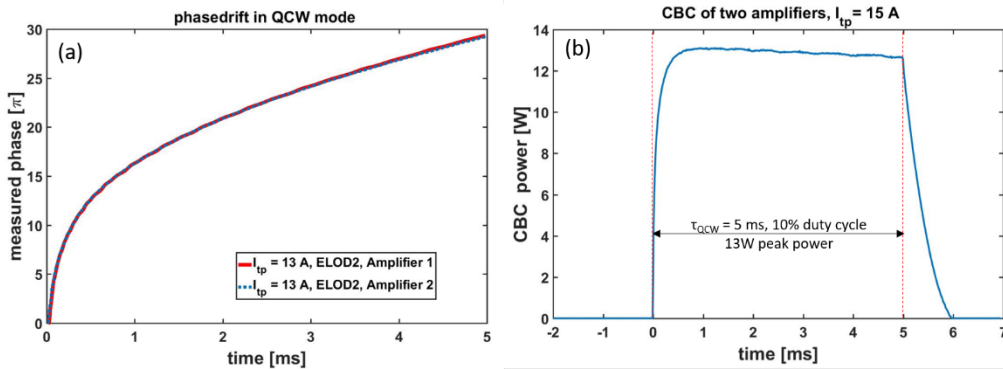 phasedrift in QCW mode
(a)
measured phase [π]
30
25
20
15
10
5
0
I_tp = 13 A, ELOD2, Amplifier 1
I_tp = 13 A, ELOD2, Amplifier 2
0 1 2 3 4 5
time [ms]
CBC of two amplifiers, I_tp = 15 A
(b)
CBC power [W]
14
12
10
8
6
4
2
0
τ_QCW = 5 ms, 10% duty cycle
13W peak power
-2 -1 0 1 2 3 4 5 6 7
time [ms]